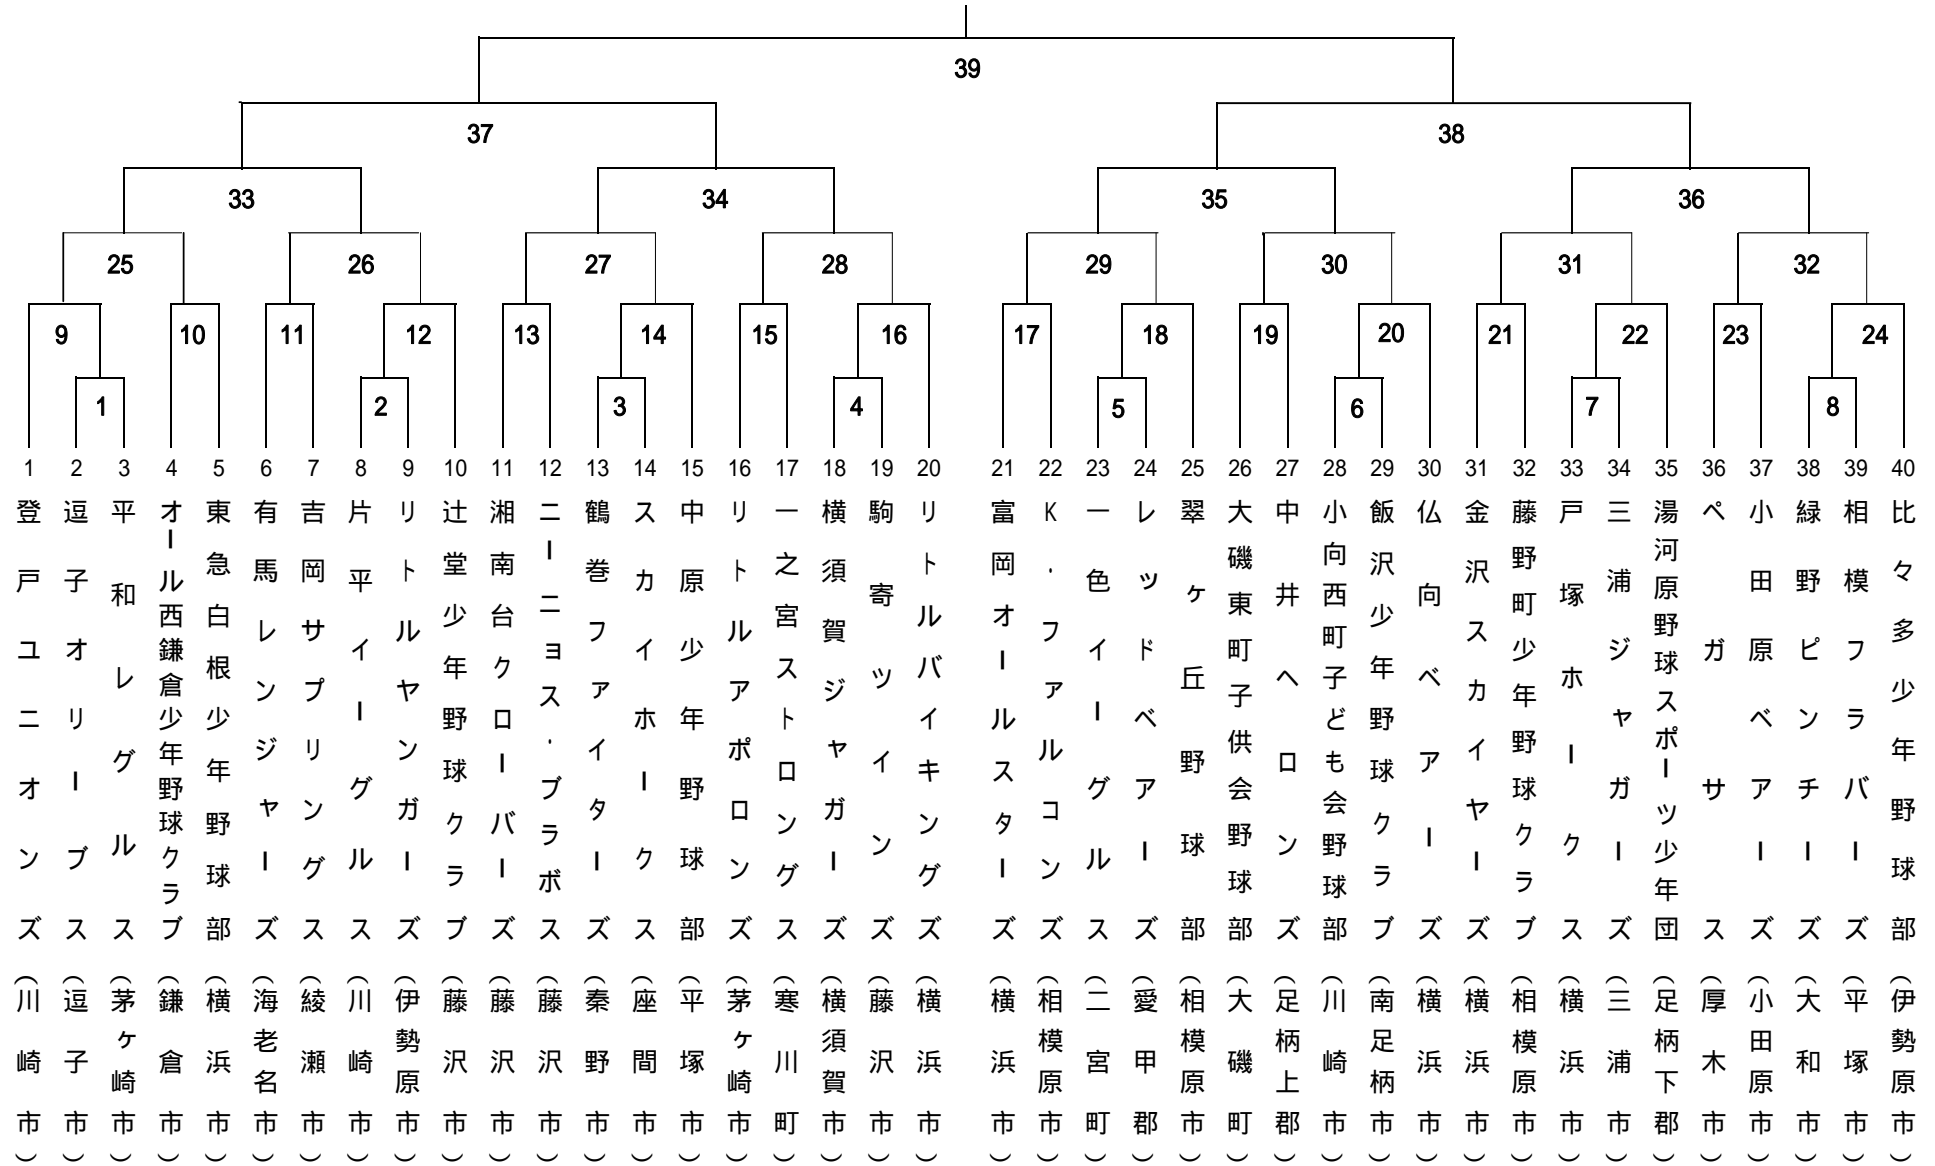 39
37
38
33
34
35
36
25
26
27
28
29
30
31
32
9
10
11
12
13
14
15
16
17
18
19
20
21
22
23
24
1
2
3
4
5
6
7
8
1 登戸ユニオンズ(川崎市)
2 逗子オリーブス(逗子市)
3 平和レグルス(茅ヶ崎市)
4 オール西鎌倉少年野球クラブ(鎌倉市)
5 東急白根少年野球部(横浜市)
6 有馬レンジャーズ(海老名市)
7 吉岡サプリングス(綾瀬市)
8 片平イーグルス(川崎市)
9 リトルヤンガーズ(伊勢原市)
10 辻堂少年野球クラブ(藤沢市)
11 湘南台クローバーズ(藤沢市)
12 ニーニョス・ブラボス(藤沢市)
13 鶴巻ファイターズ(秦野市)
14 スカイホークス(座間市)
15 中原少年野球部(平塚市)
16 リトルアポロンズ(茅ヶ崎市)
17 一之宮ストロングス(寒川町)
18 横須賀ジャガーズ(横須賀市)
19 駒寄ツインズ(藤沢市)
20 リトルバイキングズ(横浜市)
21 富岡オールスターズ(横浜市)
22 K・ファルコンズ(相模原市)
23 一色イーグルス(二宮町)
24 レッドベアーズ(愛甲郡)
25 翠ヶ丘野球部(相模原市)
26 大磯東町子供会野球部(大磯町)
27 中井ヘロンズ(足柄上郡)
28 小向西町子ども会野球部(川崎市)
29 飯沢少年野球クラブ(南足柄市)
30 仏向ベアーズ(横浜市)
31 金沢スカイヤーズ(横浜市)
32 藤野町少年野球クラブ(相模原市)
33 戸塚ホークス(横浜市)
34 三浦ジャガーズ(三浦市)
35 湯河原野球スポーツ少年団(足柄下郡)
36 ペガサス(厚木市)
37 小田原ベアーズ(小田原市)
38 緑野ピンチーズ(大和市)
39 相模フラバーズ(平塚市)
40 比々多少年野球部(伊勢原市)